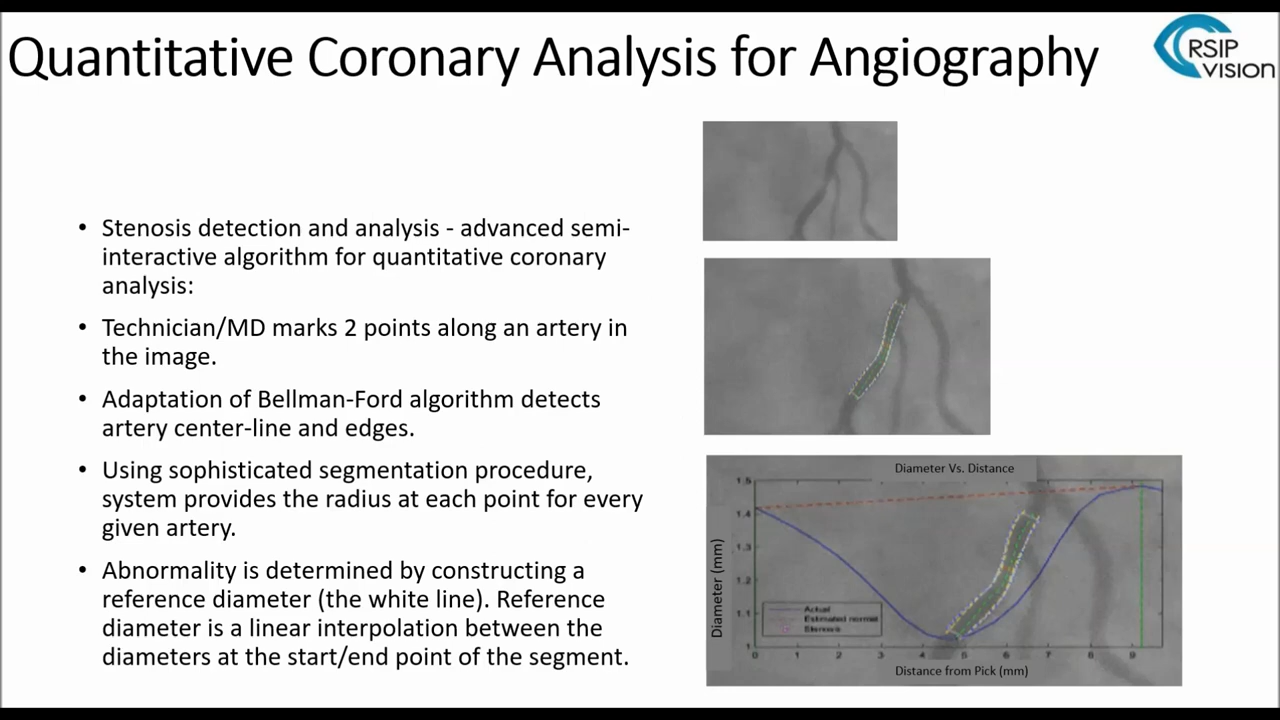 Quantitative Coronary Analysis for Angiography
RSIP
VISION
• Stenosis detection and analysis - advanced semi-
interactive algorithm for quantitative coronary
analysis:
• Technician/MD marks 2 points along an artery in
the image.
• Adaptation of Bellman-Ford algorithm detects
artery center-line and edges.
• Using sophisticated segmentation procedure,
system provides the radius at each point for every
given artery.
• Abnormality is determined by constructing a
reference diameter (the white line). Reference
diameter is a linear interpolation between the
diameters at the start/end point of the segment.
Diameter Vs. Distance
Diameter (mm)
1.5
1.4
1.3
1.2
1.1
1
Actual
Estimated normal
Stenosis
0 1 2 3 4 5 6 7 8 9
Distance from Pick (mm)